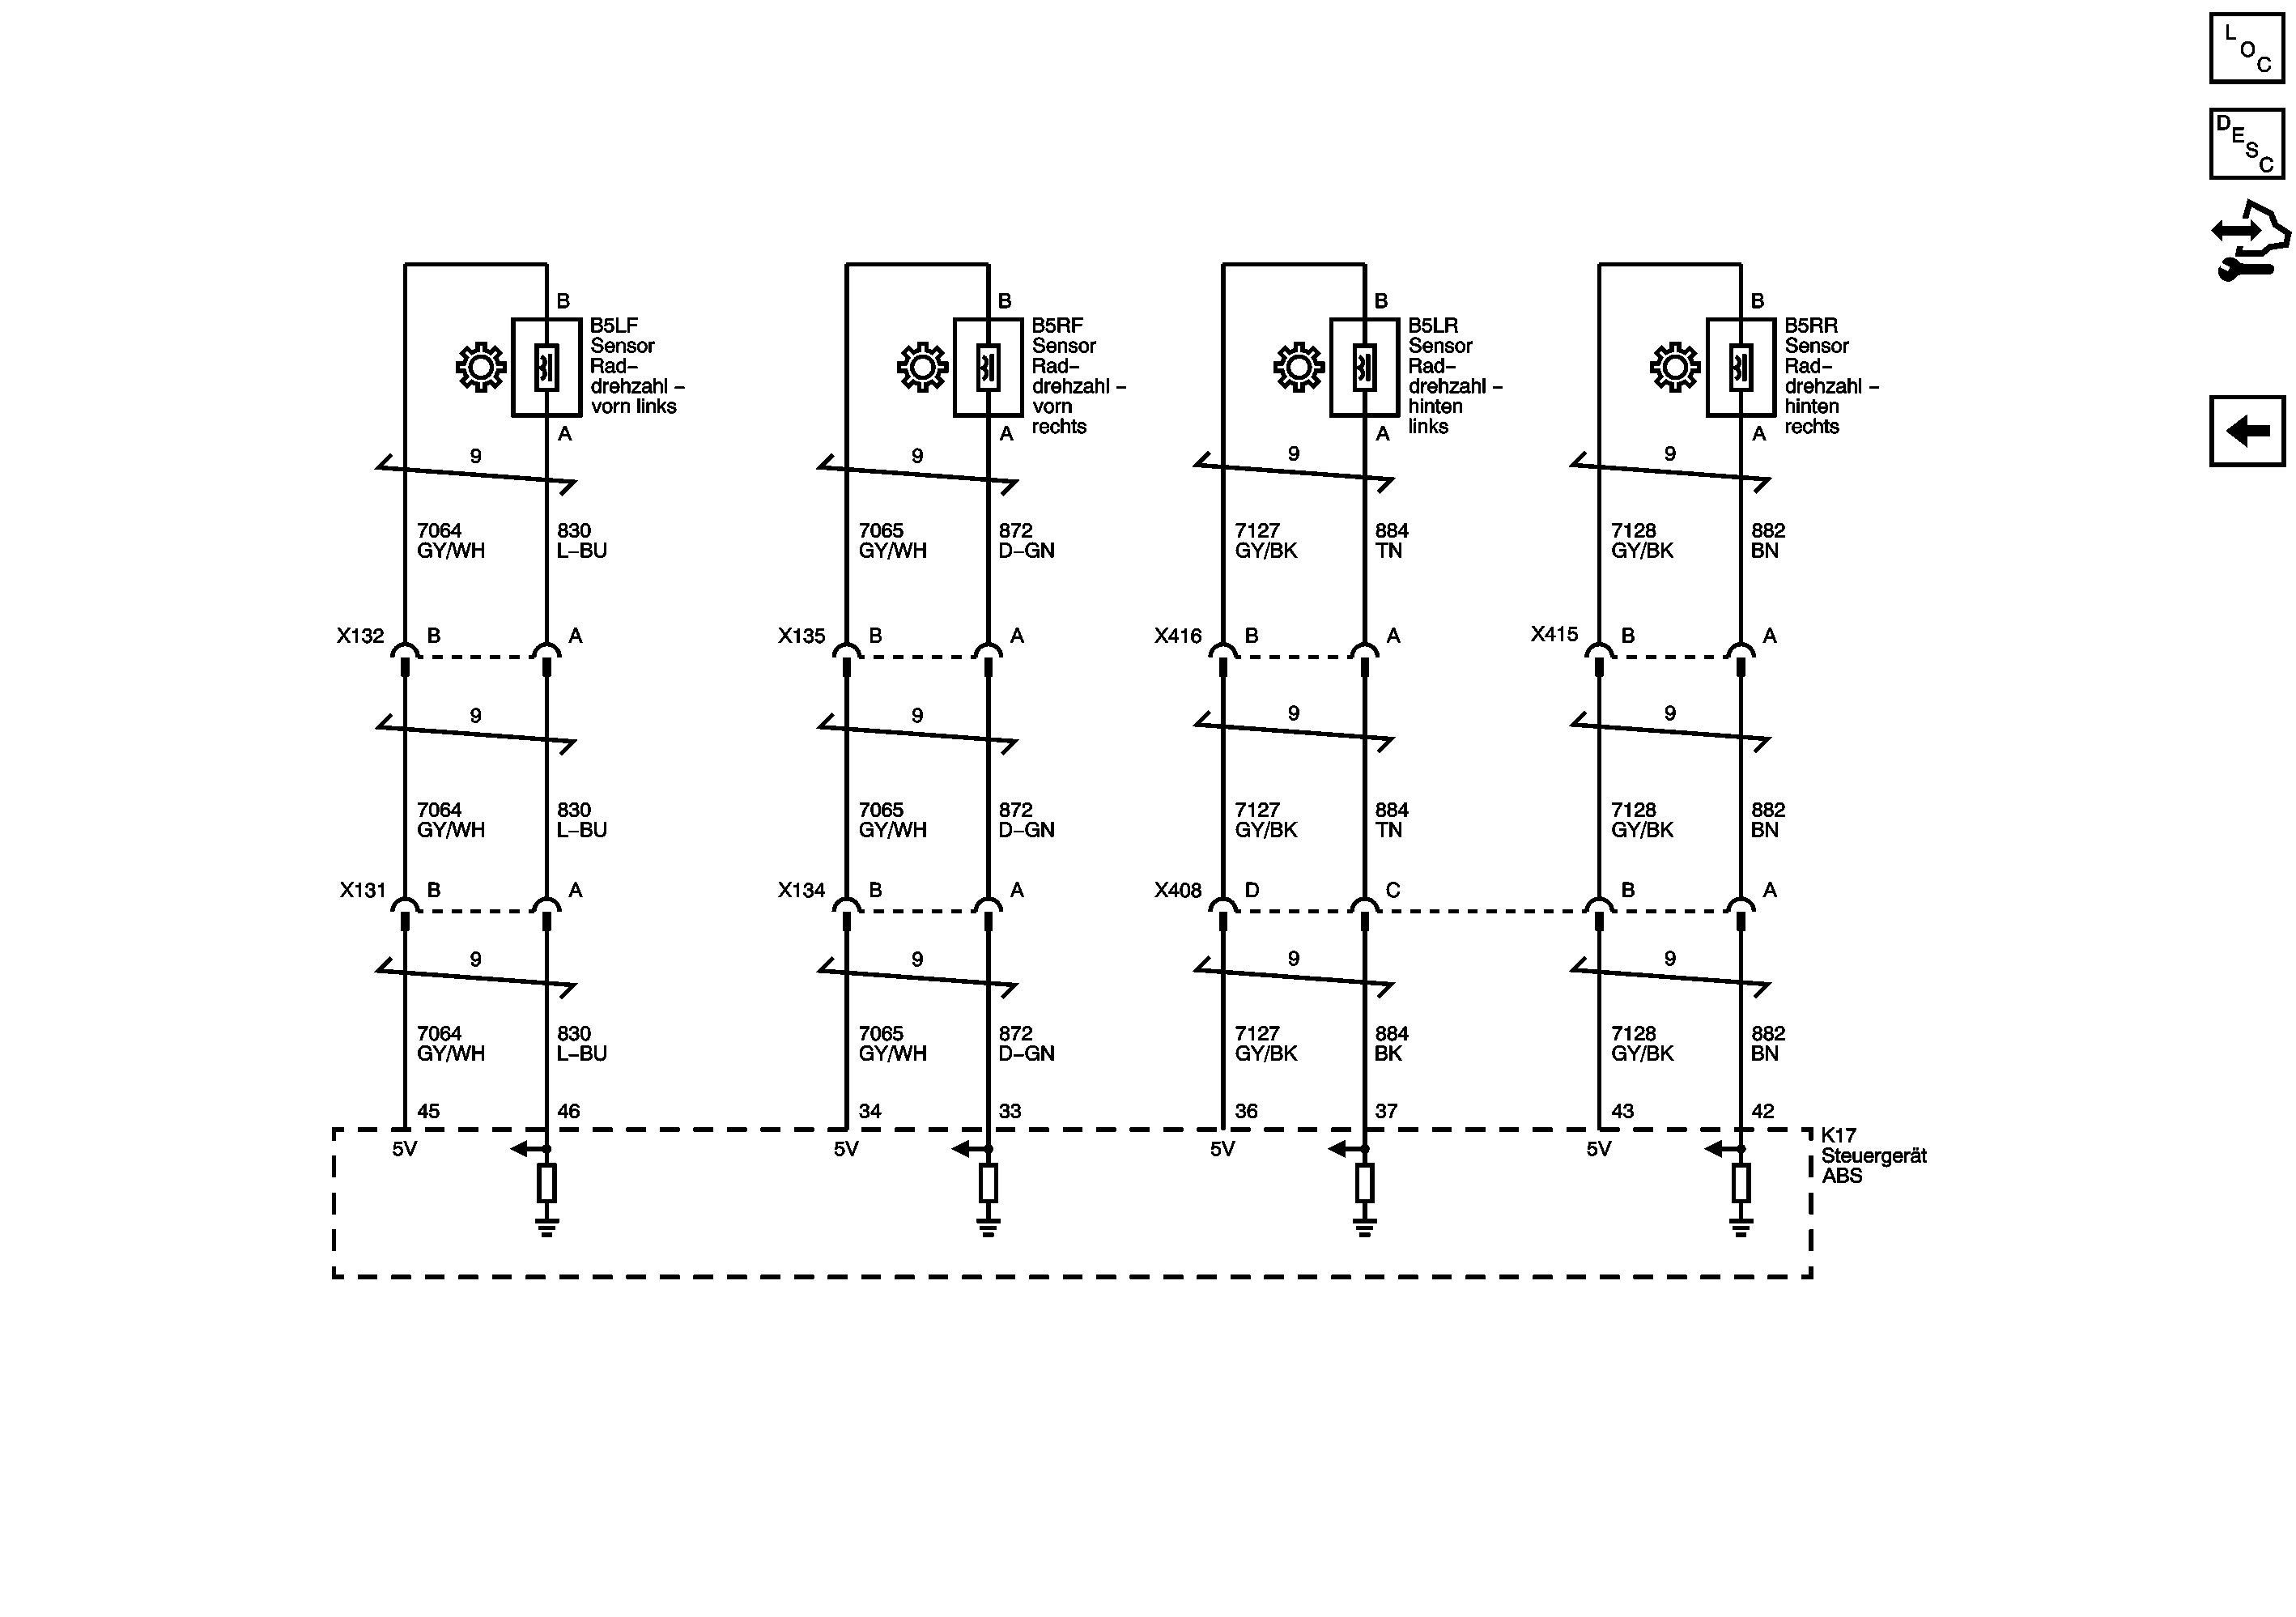 L
O
C
D
E
S
C
B
B5LF
Sensor
Rad–
drehzahl –
vorn links
A
B
B5RF
Sensor
Rad–
drehzahl –
vorn
rechts
A
B
B5LR
Sensor
Rad–
drehzahl –
hinten
links
A
B
B5RR
Sensor
Rad–
drehzahl –
hinten
rechts
A
9 9 9 9
7064 830 7065 872 7127 884 7128 882
GY/WH L–BU GY/WH D–GN GY/BK TN GY/BK BN
X132 B A X135 B A X416 B A X415 B A
9 9 9 9
7064 830 7065 872 7127 884 7128 882
GY/WH L–BU GY/WH D–GN GY/BK TN GY/BK BN
X131 B A X134 B A X408 D C B A
9 9 9 9
7064 830 7065 872 7127 884 7128 882
GY/WH L–BU GY/WH D–GN GY/BK BK GY/BK BN
45 46 34 33 36 37 43 42
5V 5V 5V 5V
K17
Steuergerät
ABS